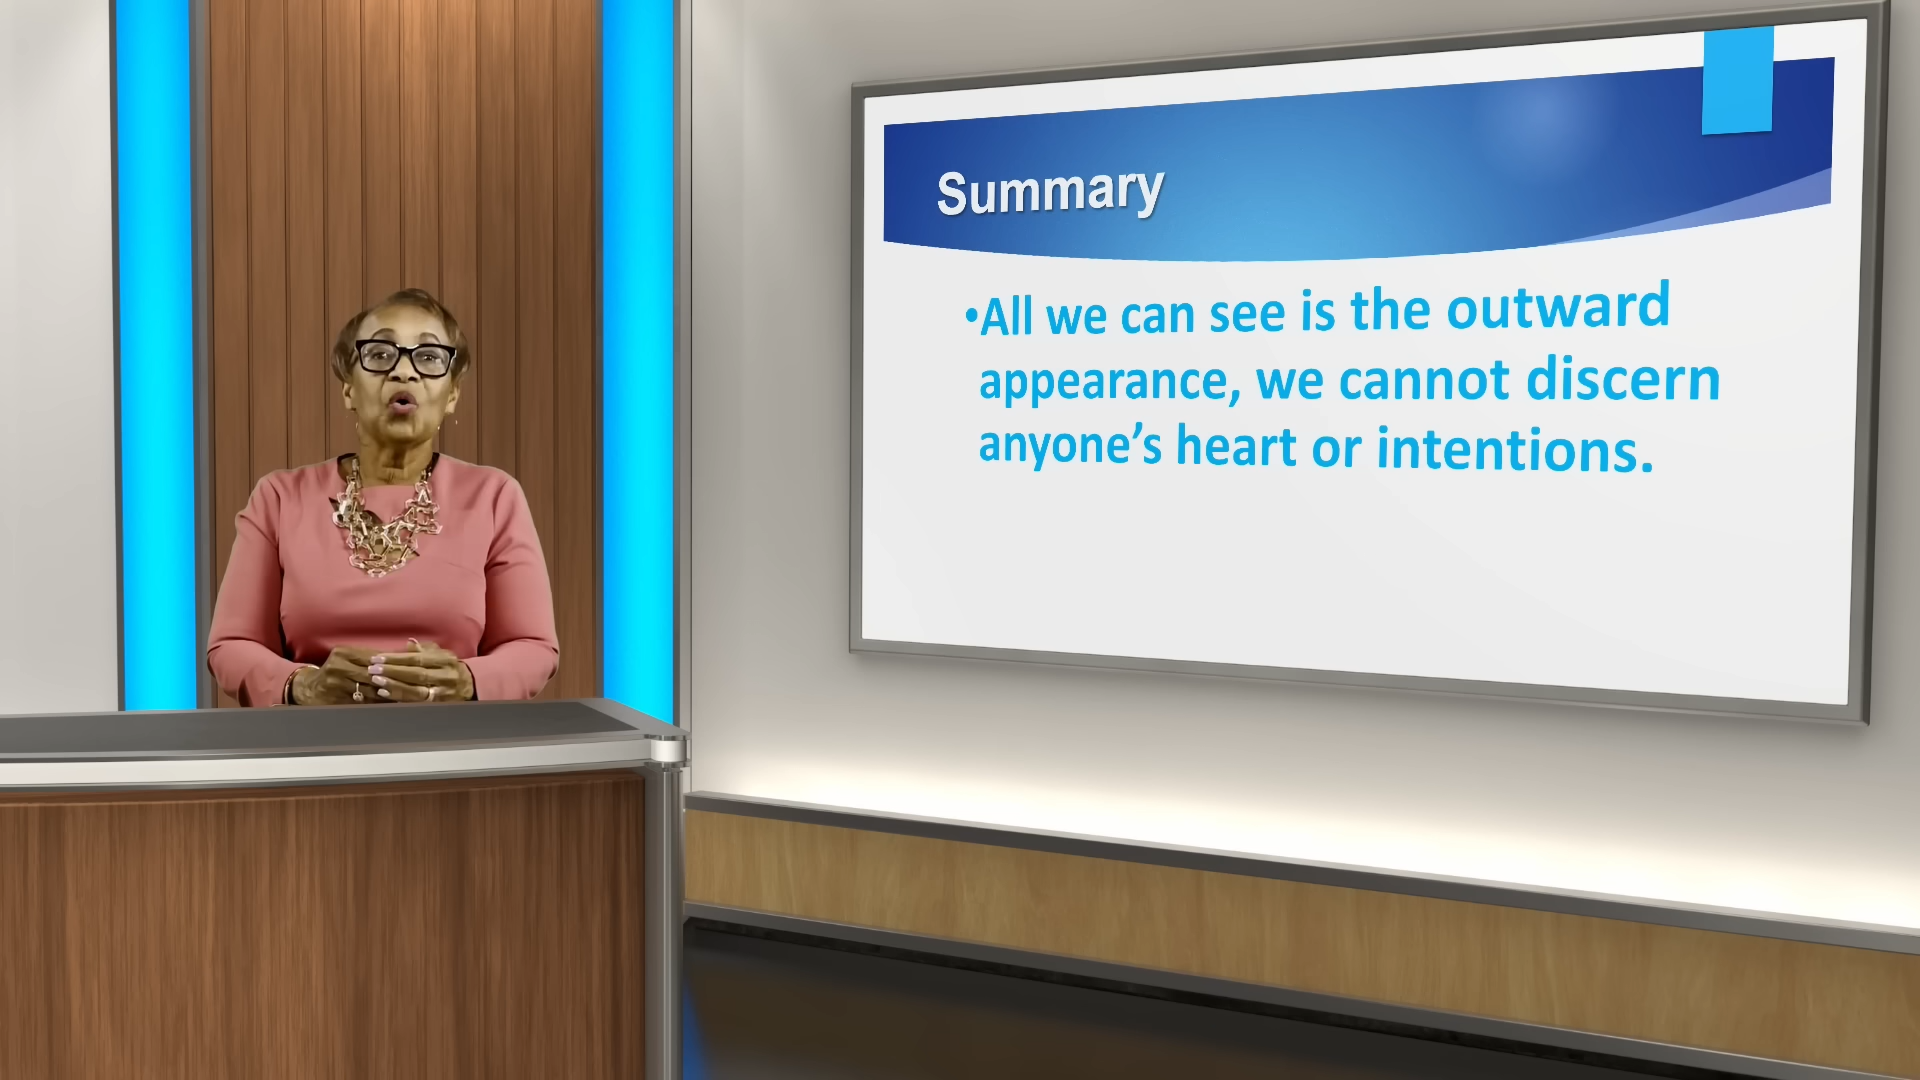 Summary
•All we can see is the outward
appearance, we cannot discern
anyone’s heart or intentions.